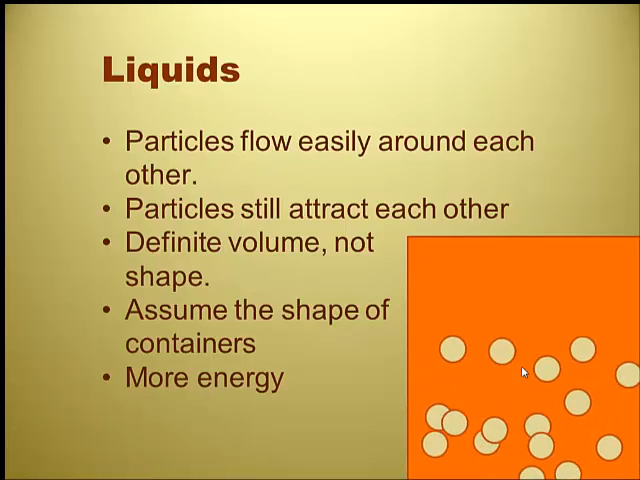 Liquids
• Particles flow easily around each
other.
• Particles still attract each other
• Definite volume, not
shape.
• Assume the shape of
containers
• More energy